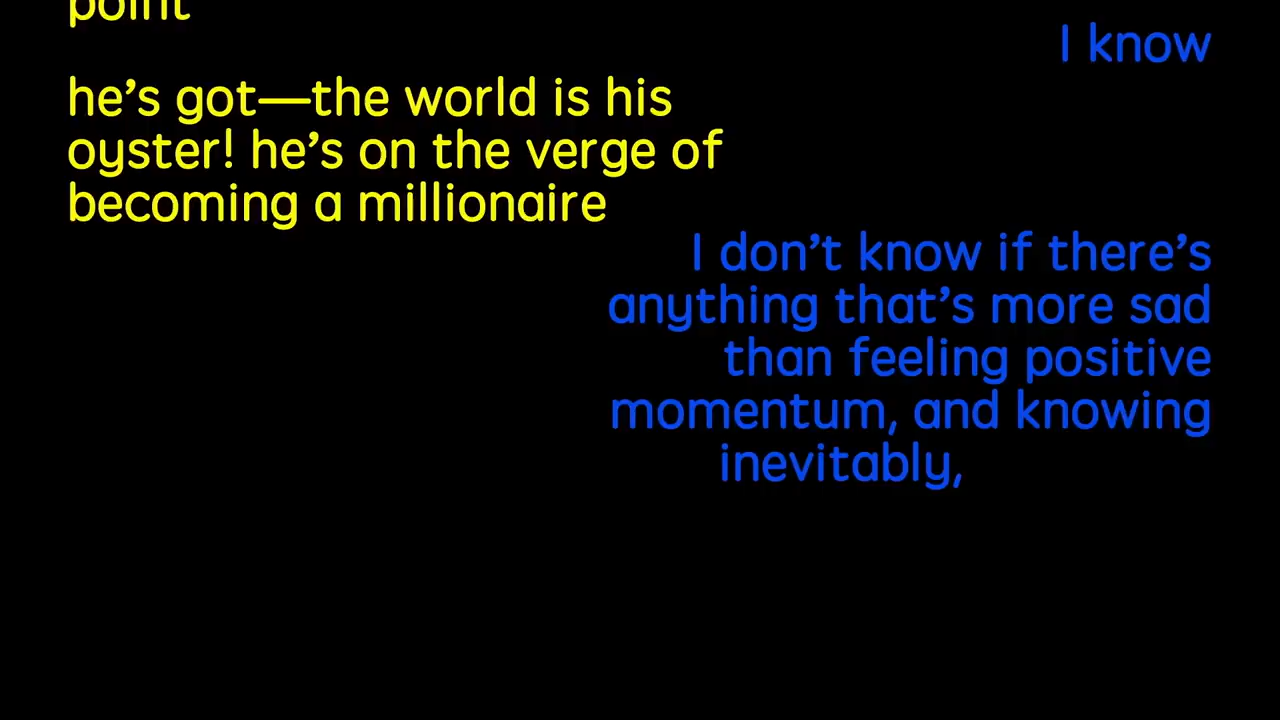 point
I know
he’s got—the world is his
oyster! he’s on the verge of
becoming a millionaire
I don’t know if there’s
anything that’s more sad
than feeling positive
momentum, and knowing
inevitably,